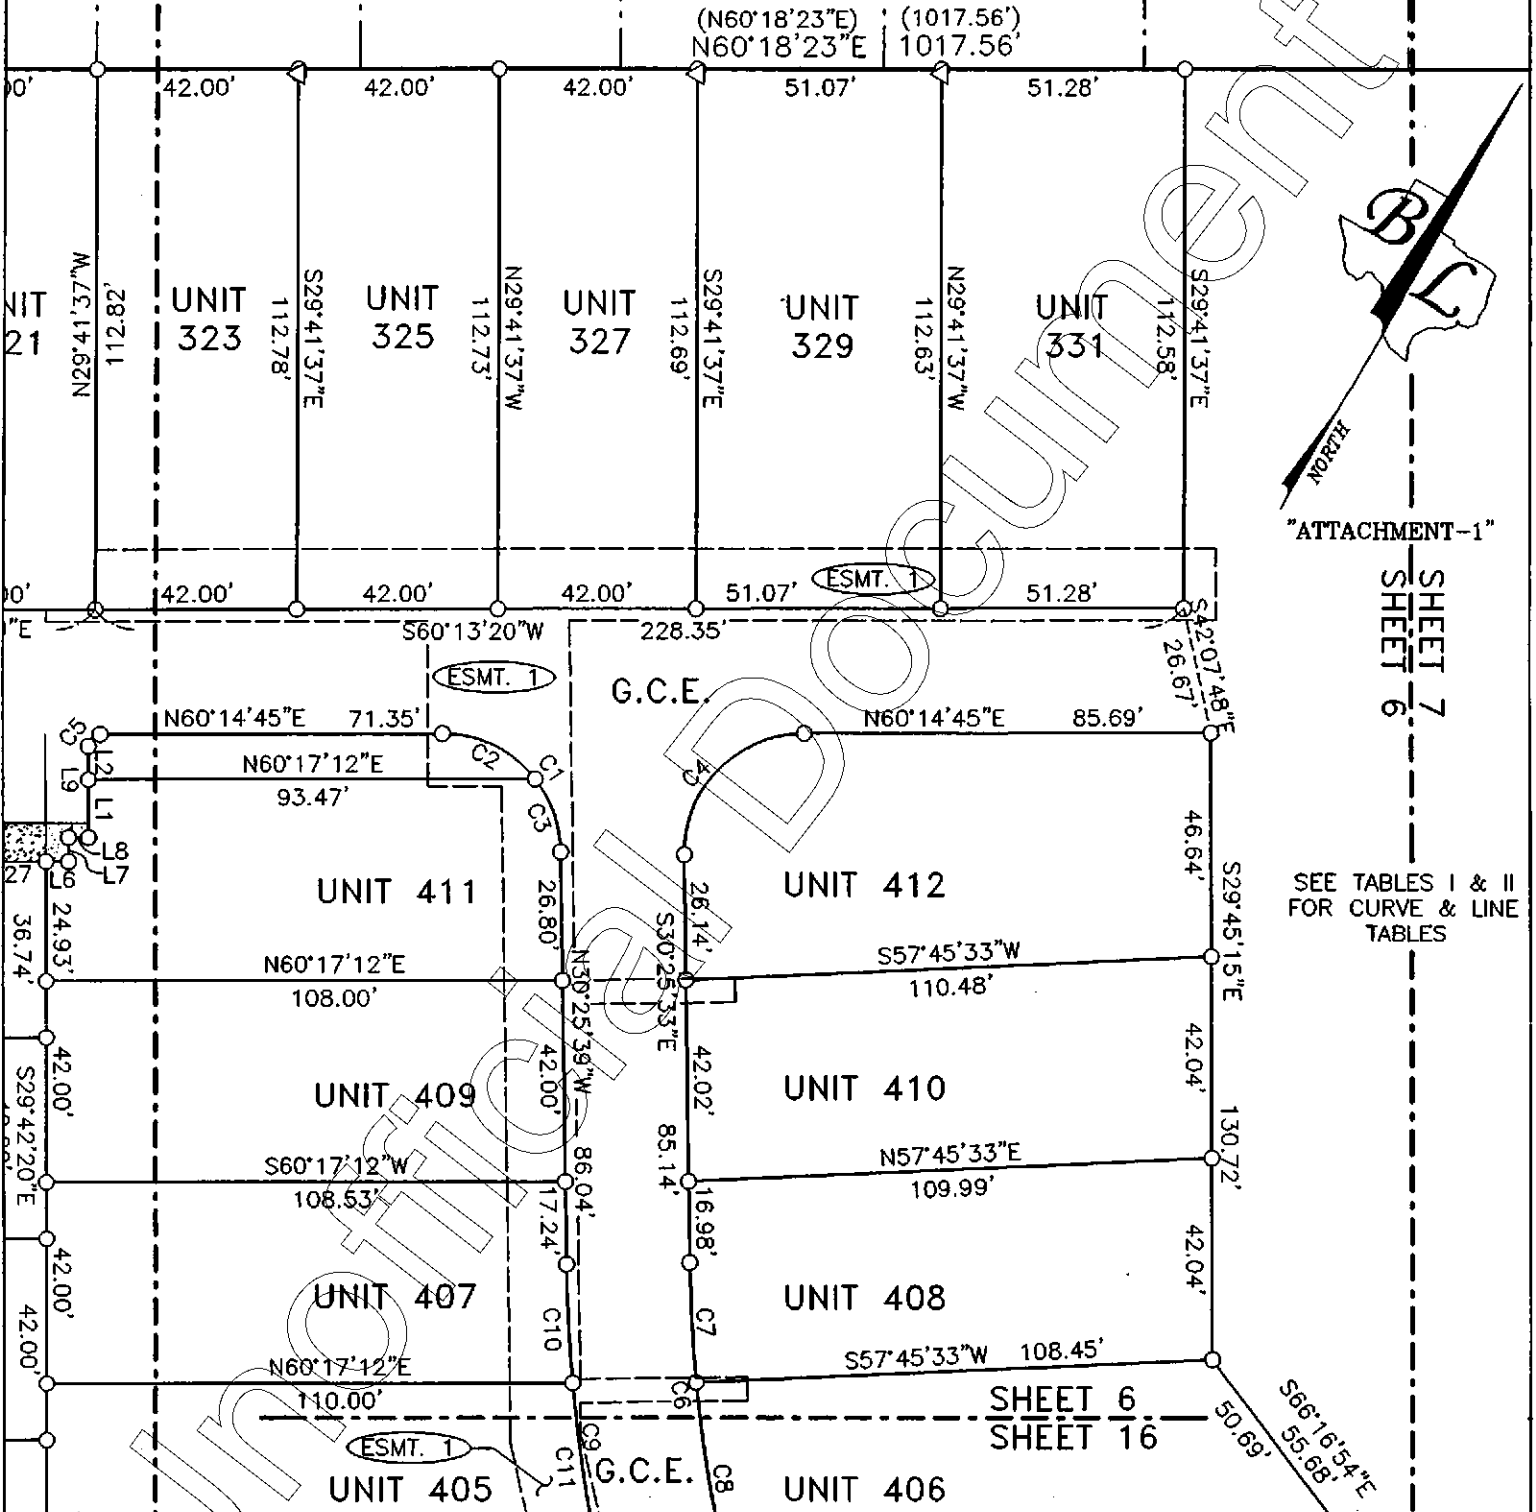 (N60°18'23"E) (1017.56')
N60°18'23"E 1017.56'
42.00' 42.00' 42.00' 51.07' 51.28'
N29°41'37"W
112.82'
UNIT
323
S29°41'37"E
112.78'
UNIT
325
N29°41'37"W
112.73'
UNIT
327
S29°41'37"E
112.69'
UNIT
329
N29°41'37"W
112.63'
UNIT
331
S29°41'37"E
112.58'
NIT
21
B
L
NORTH
"ATTACHMENT-1"
SHEET 7
SHEET 6
00' 42.00' 42.00' 42.00' 51.07' ESMT. 1 51.28'
"E
S60°13'20"W 228.35'
S42°07'48"E
26.67'
ESMT. 1
G.C.E.
N60°14'45"E 71.35'
N60°14'45"E 85.69'
C5
L2
L9
L1
C2
C1
C3
C4
N60°17'12"E
93.47'
L8
L7
L6
27
36.74'
24.93'
UNIT 411
26.80'
UNIT 412
26.14'
46.64'
S29°45'15"E
130.72'
SEE TABLES I & II
FOR CURVE & LINE
TABLES
N60°17'12"E
108.00'
N30°25'39"W
86.04'
S30°25'33"E
85.14'
S57°45'33"W
110.48'
42.00'
S29°42'20"E
UNIT 409
42.00'
42.02'
UNIT 410
42.04'
S60°17'12"W
108.53'
N57°45'33"E
109.99'
17.24'
16.98'
42.00'
42.00'
UNIT 407
C10
C7
UNIT 408
42.04'
N60°17'12"E
110.00'
S57°45'33"W 108.45'
C6
SHEET 6
SHEET 16
S66°16'54"E
55.68'
50.69'
ESMT. 1
C9
C11
G.C.E.
C8
UNIT 405
UNIT 406
Unofficial Document